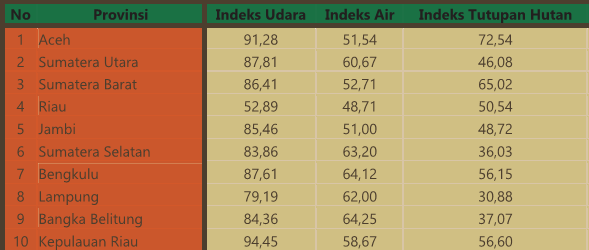 No Provinsi Indeks Udara Indeks Air Indeks Tutupan Hutan
1 Aceh 91,28 51,54 72,54
2 Sumatera Utara 87,81 60,67 46,08
3 Sumatera Barat 86,41 52,71 65,02
4 Riau 52,89 48,71 50,54
5 Jambi 85,46 51,00 48,72
6 Sumatera Selatan 83,86 63,20 36,03
7 Bengkulu 87,61 64,12 56,15
8 Lampung 79,19 62,00 30,88
9 Bangka Belitung 84,36 64,25 37,07
10 Kepulauan Riau 94,45 58,67 56,60